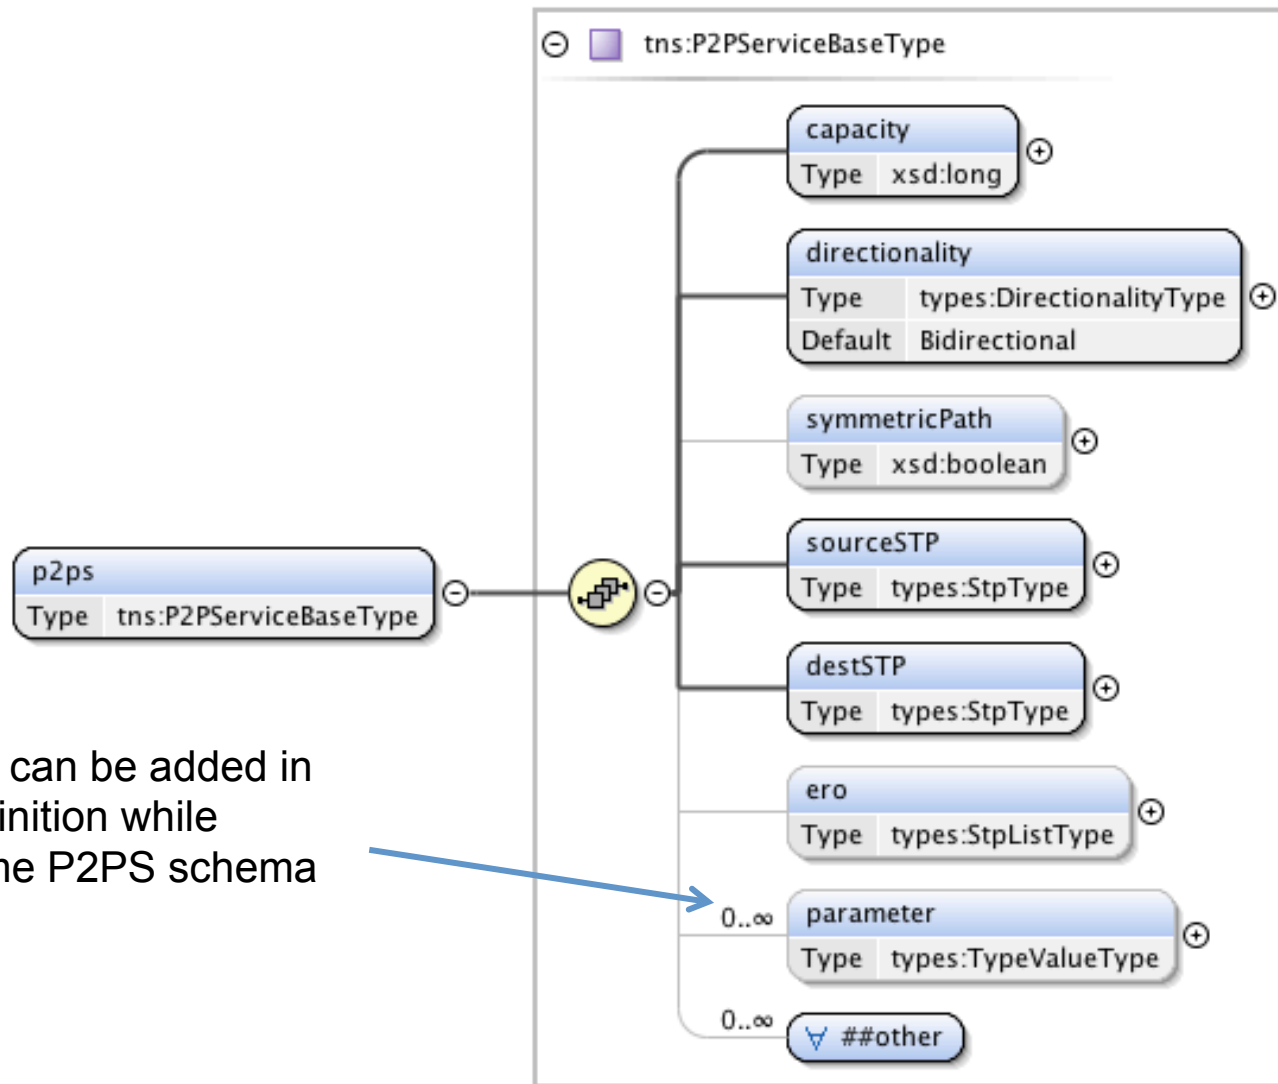 tns:P2PServiceBaseType
capacity
Type xsd:long
directionality
Type types:DirectionalityType
Default Bidirectional
symmetricPath
Type xsd:boolean
sourceSTP
Type types:StpType
p2ps
Type tns:P2PServiceBaseType
destSTP
Type types:StpType
can be added in
inition while
ne P2PS schema
ero
Type types:StpListType
0..∞
parameter
Type types:TypeValueType
0..∞
∀ ##other